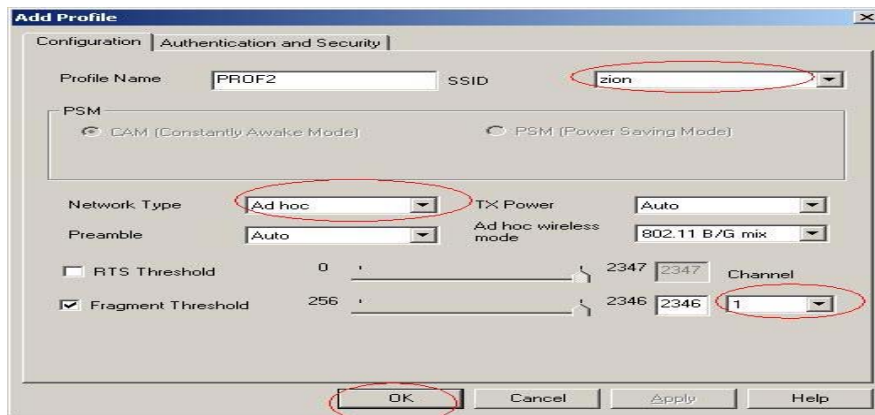 Add Profile
Configuration Authentication and Security
Profile Name PROF2 SSID zion
PSM
CAM (Constantly Awake Mode) PSM (Power Saving Mode)
Network Type Ad hoc TX Power Auto
Preamble Auto Ad hoc wireless mode 802.11 B/G mix
RTS Threshold 0 2347 2347 Channel
Fragment Threshold 256 2346 2346 1
OK Cancel Apply Help